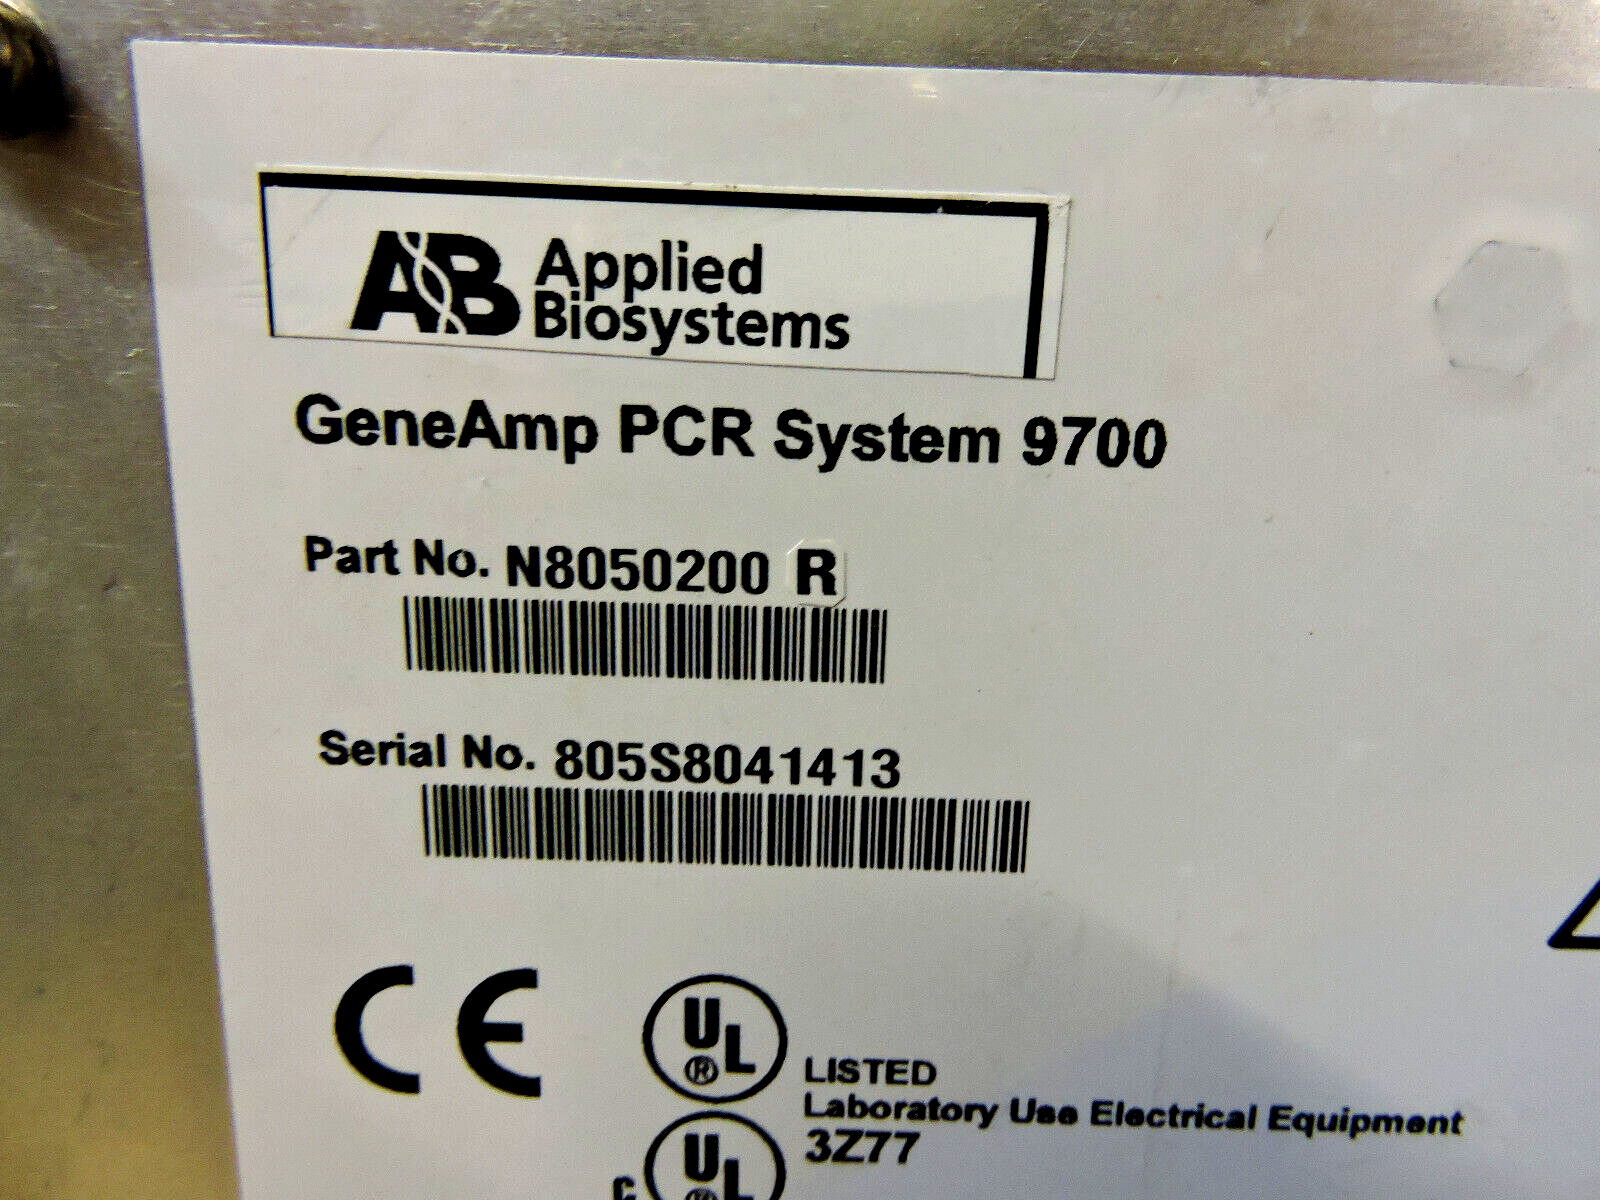 AB Applied
Biosystems
GeneAmp PCR System 9700
Part No. N8050200 R
Serial No. 805S8041413
CE
UL
®
LISTED
Laboratory Use Electrical Equipment
3Z77
C
UL